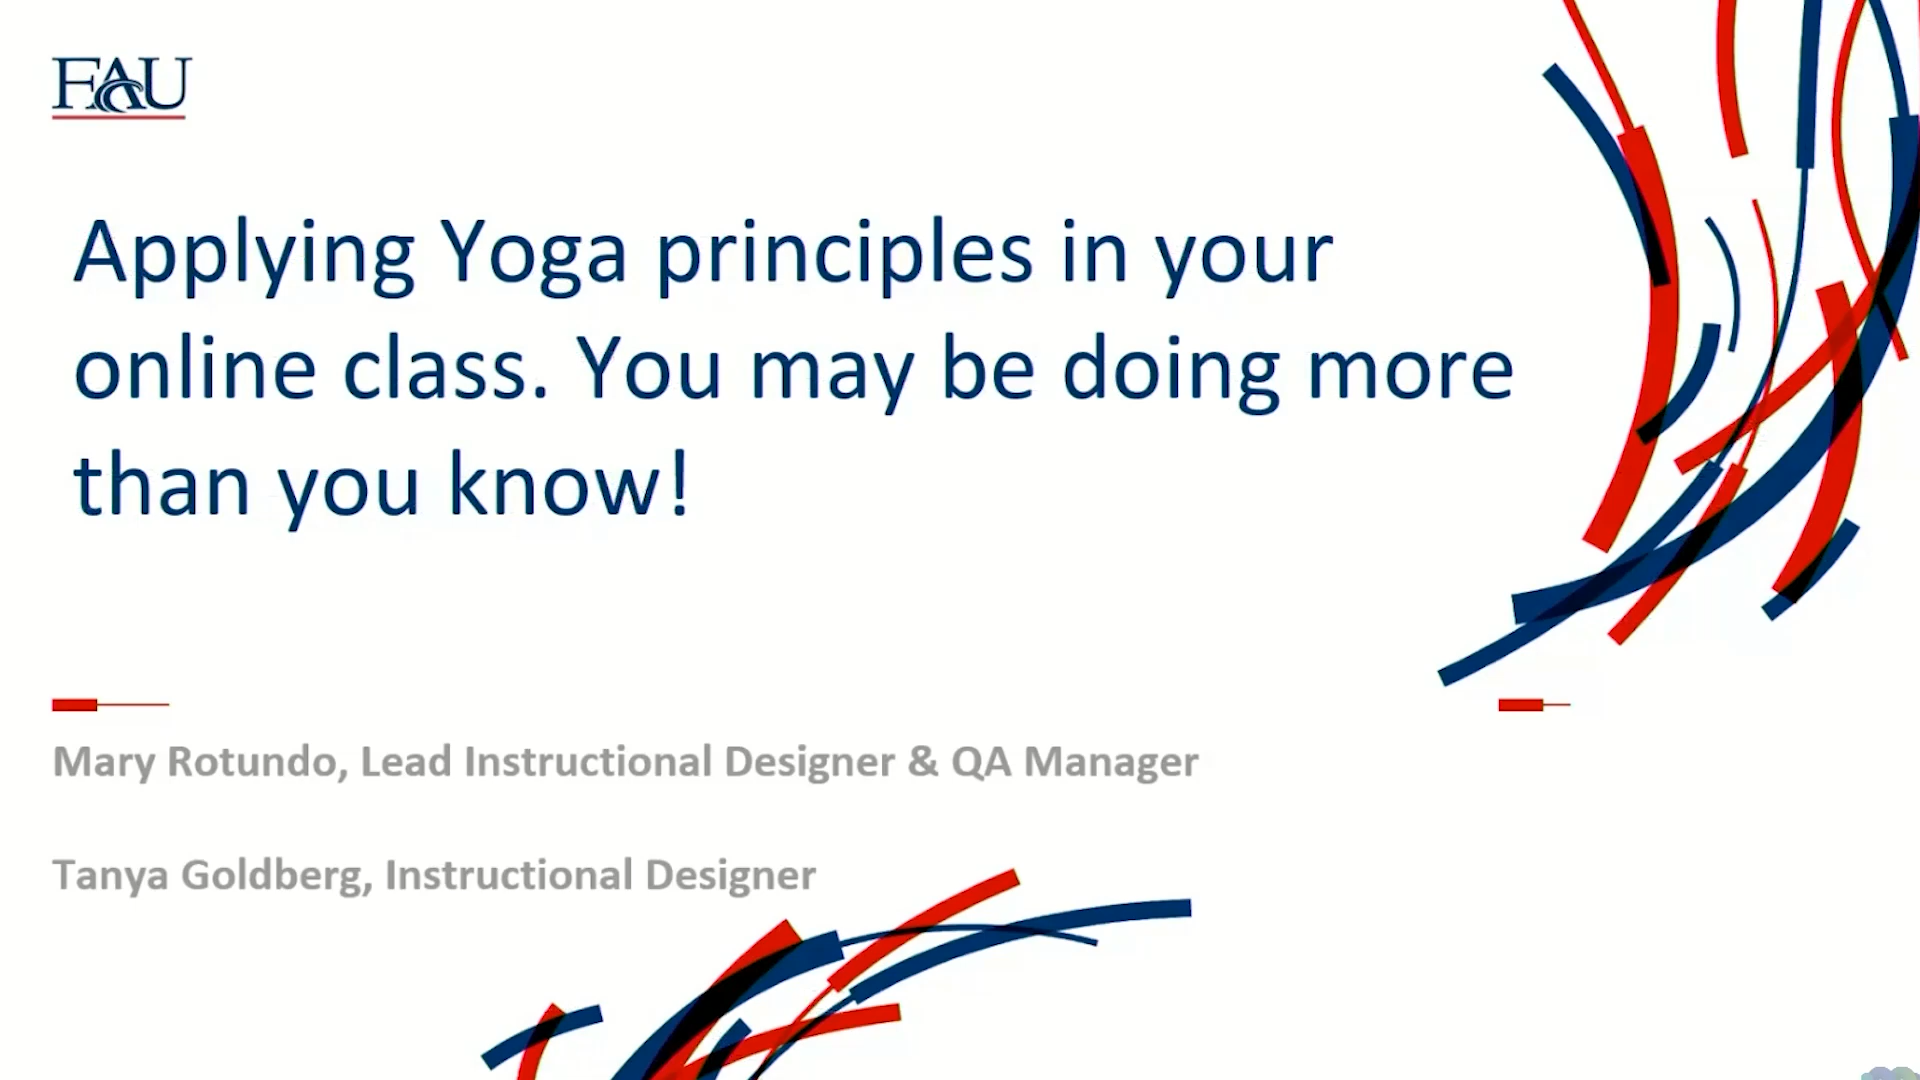 FAU
Applying Yoga principles in your
online class. You may be doing more
than you know!
Mary Rotundo, Lead Instructional Designer & QA Manager
Tanya Goldberg, Instructional Designer